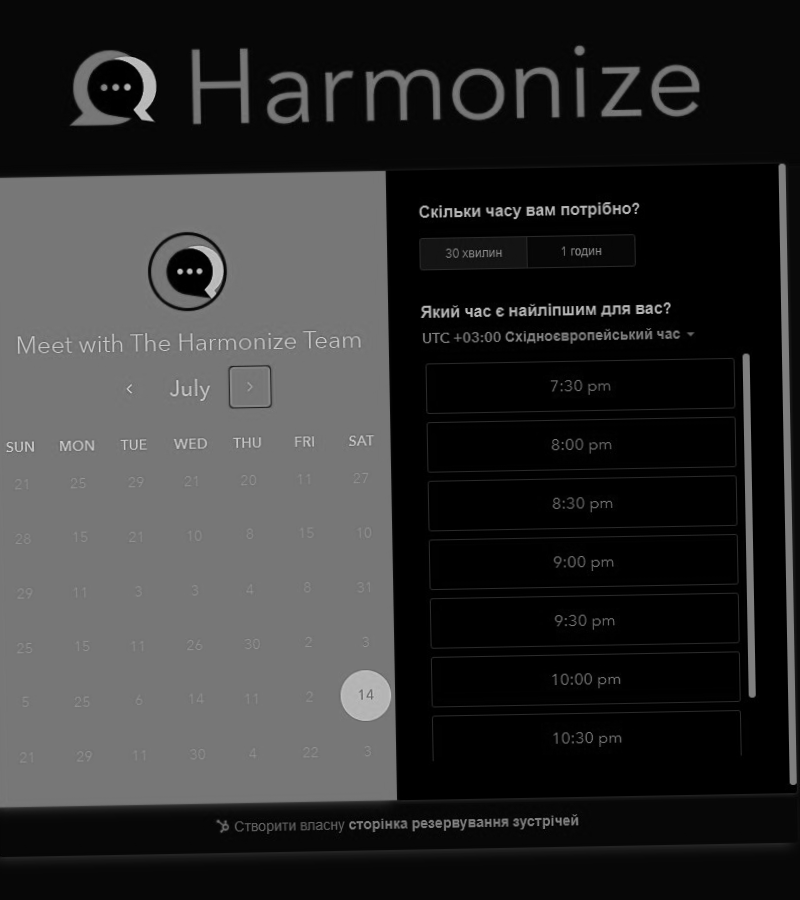 Harmonize
Meet with The Harmonize Team
July
SUN MON TUE WED THU FRI SAT
21 25 29 21 20 11 27
28 15 21 10 8 15 10
29 11 3 3 4 8 31
25 15 11 26 30 2 3
5 25 6 14 11 2 14
21 29 11 30 4 22 3
Скільки часу вам потрібно?
30 хвилин 1 годин
Який час є найліпшим для вас?
UTC +03:00 Східноєвропейський час
7:30 pm
8:00 pm
8:30 pm
9:00 pm
9:30 pm
10:00 pm
10:30 pm
Створити власну сторінка резервування зустрічей